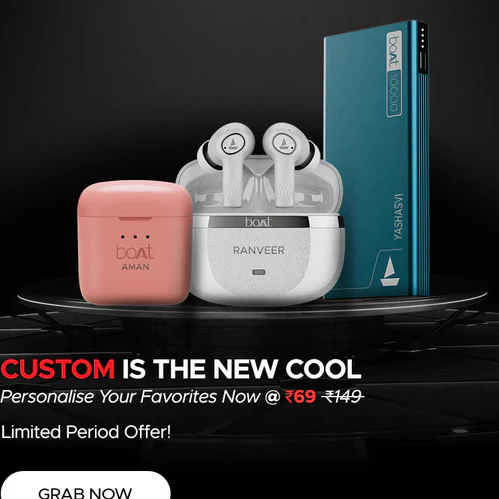 boAt 10000
YASHASVI
boAt
RANVEER
boAt
AMAN
CUSTOM IS THE NEW COOL
Personalise Your Favorites Now @ ₹69 ₹149
Limited Period Offer!
GRAB NOW